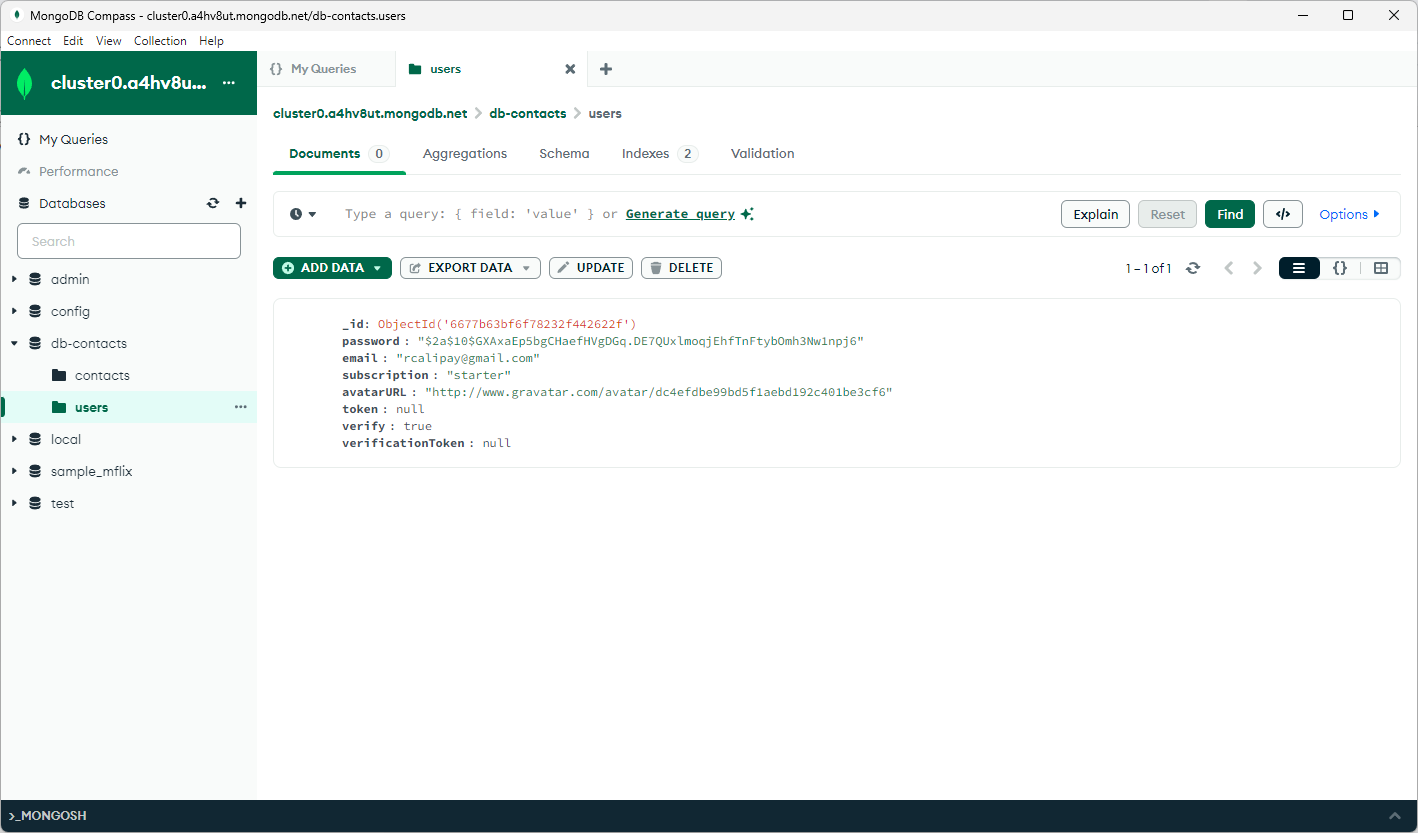 MongoDB Compass - cluster0.a4hv8ut.mongodb.net/db-contacts.users
Connect Edit View Collection Help
cluster0.a4hv8u... ...
My Queries
Performance
Databases
Search
admin
config
db-contacts
contacts
users ...
local
sample_mflix
test
{} My Queries
users
cluster0.a4hv8ut.mongodb.net > db-contacts > users
Documents 0 Aggregations Schema Indexes 2 Validation
Type a query: { field: 'value' } or Generate query
Explain Reset Find </> Options
ADD DATA EXPORT DATA UPDATE DELETE
1 – 1 of 1 {}
_id: ObjectId('6677b63bf6f78232f442622f')
password : "$2a$10$GXAxaEp5bgCHaefHVgDGq.DE7QUxlmoqjEhfTnFtybOmh3Nw1npj6"
email : "rcalipay@gmail.com"
subscription : "starter"
avatarURL : "http://www.gravatar.com/avatar/dc4efdbe99bd5f1aebd192c401be3cf6"
token : null
verify : true
verificationToken : null
>_MONGOSH